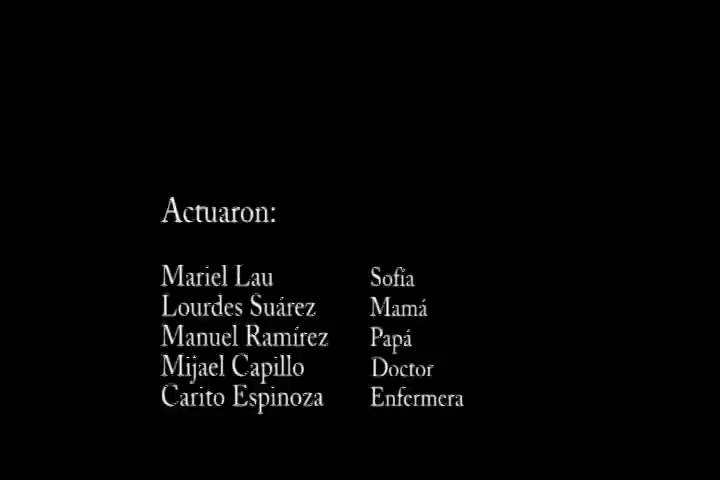 Actuaron:
Mariel Lau Sofía
Lourdes Suárez Mamá
Manuel Ramírez Papá
Mijael Capillo Doctor
Carito Espinoza Enfermera